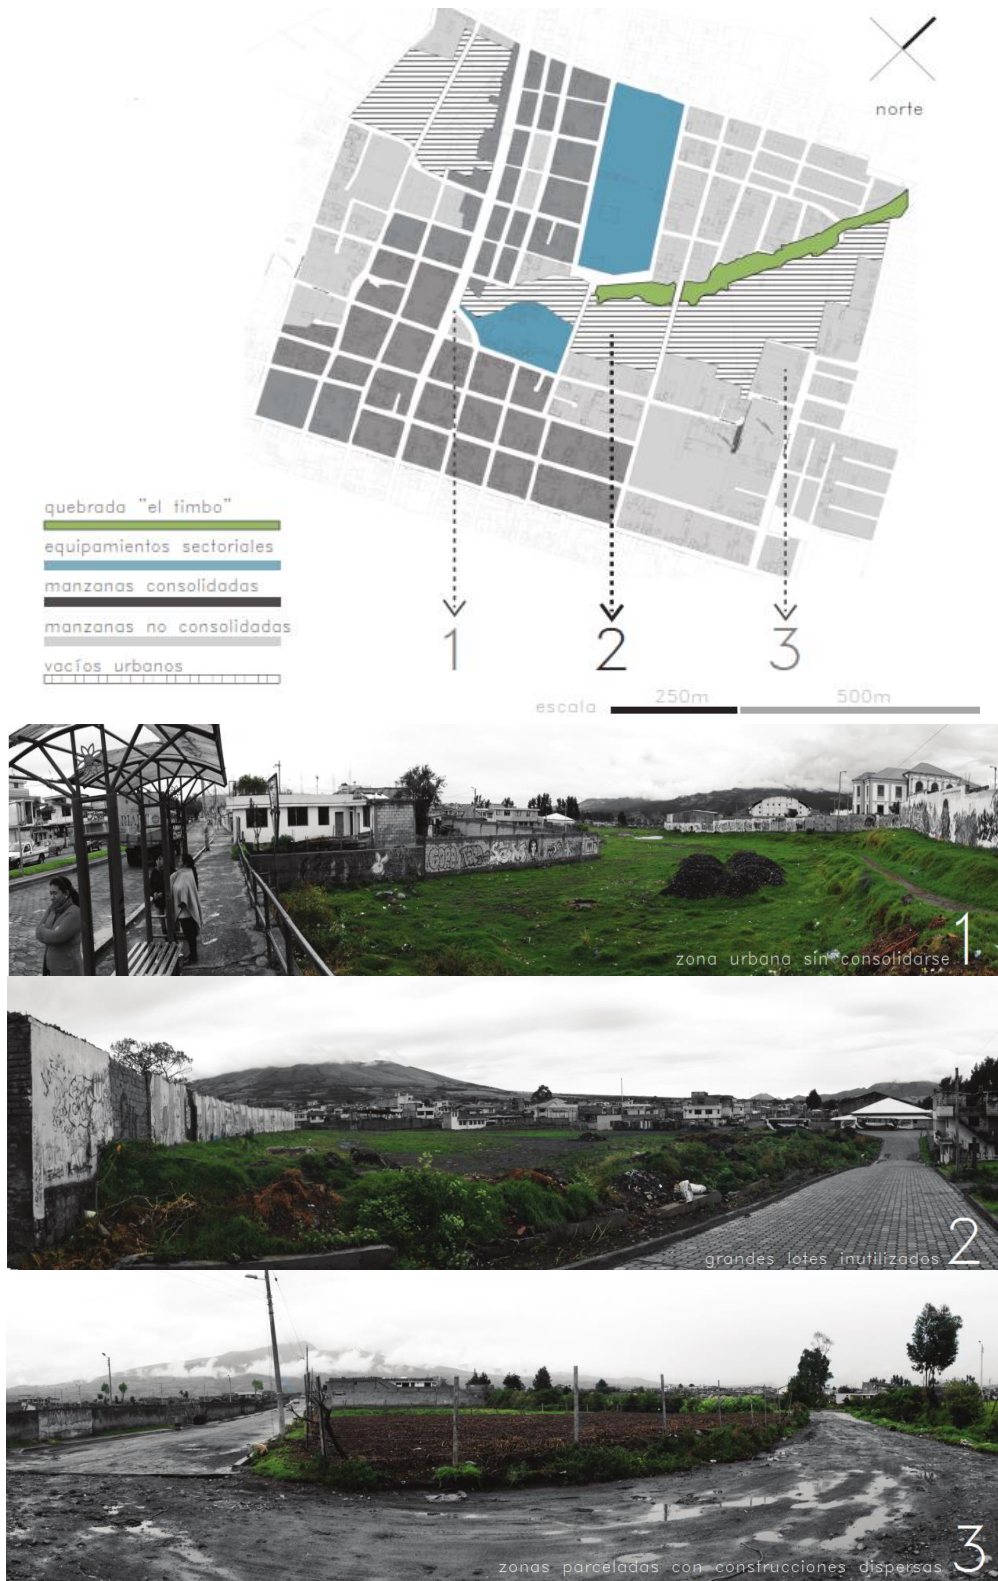 norte
quebrada "el timbo"
equipamientos sectoriales
manzanas consolidadas
manzanas no consolidadas
vacíos urbanos
1 2 3
escala 250m 500m
zona urbana sin consolidarse 1
grandes lotes inutilizados 2
zonas parceladas con construcciones dispersas 3